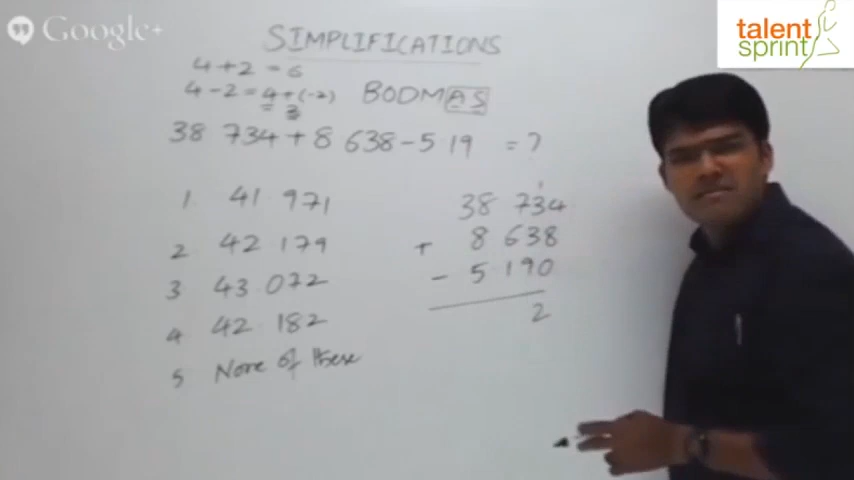 Google+
talent
sprint
SIMPLIFICATIONS
4+2 = 6
4-2 = 4+(-2)
BODMAS
=
38 734 + 8 638 - 5 19 = ?
1 41 971
2 42 179
3 43 072
4 42 182
5 None of these
1
38 734
+ 8 638
- 5 190
2